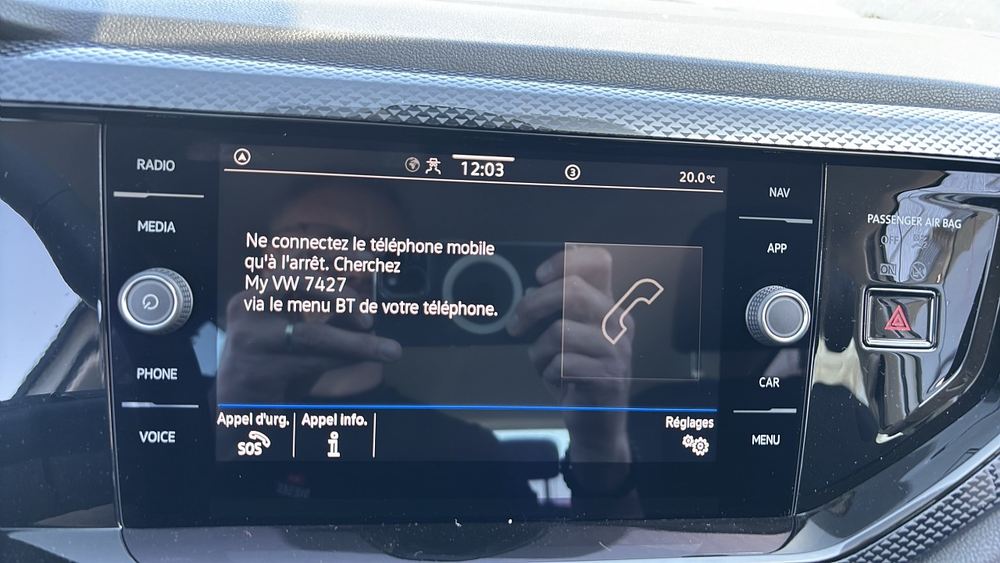 RADIO
MEDIA
PHONE
VOICE
12:03
3
20.0°C
Ne connectez le téléphone mobile
qu'à l'arrêt. Cherchez
My VW 7427
via le menu BT de votre téléphone.
Appel d'urg.
SOS
Appel info.
i
Réglages
NAV
APP
CAR
MENU
PASSENGER AIR BAG
OFF
ON